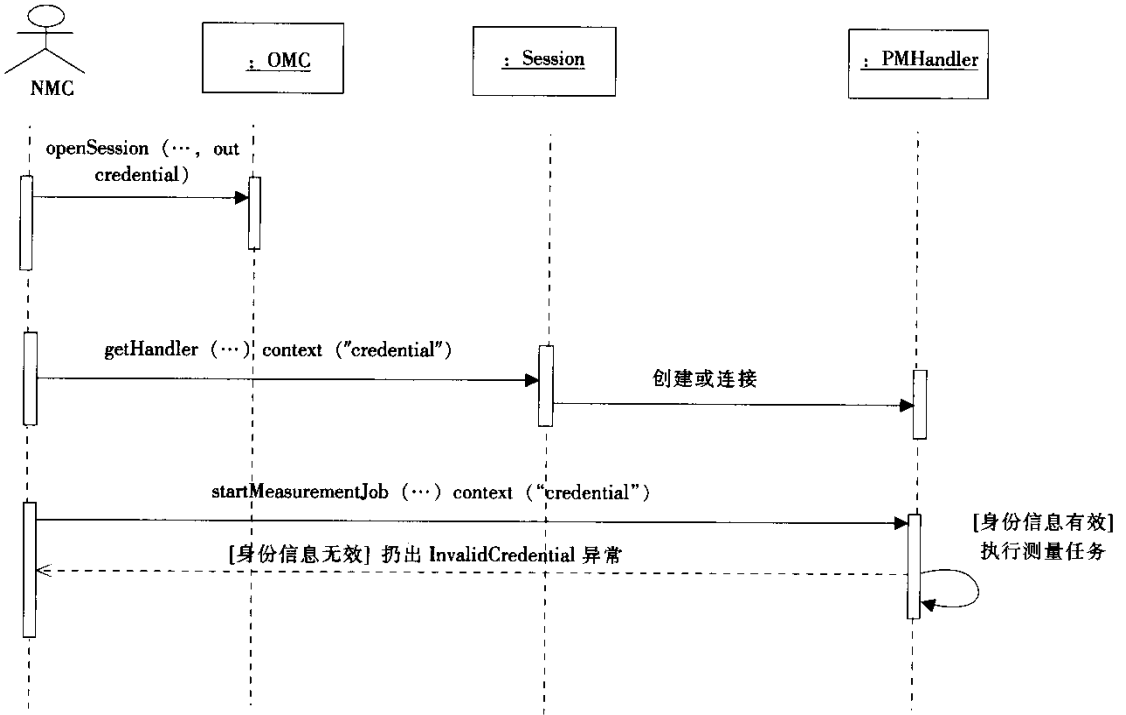 NMC
: OMC
: Session
: PMHandler
openSession (…, out
credential)
getHandler (…) context ("credential")
创建或连接
startMeasurementJob (…) context ("credential")
[身份信息有效]
执行测量任务
[身份信息无效] 扔出 InvalidCredential 异常